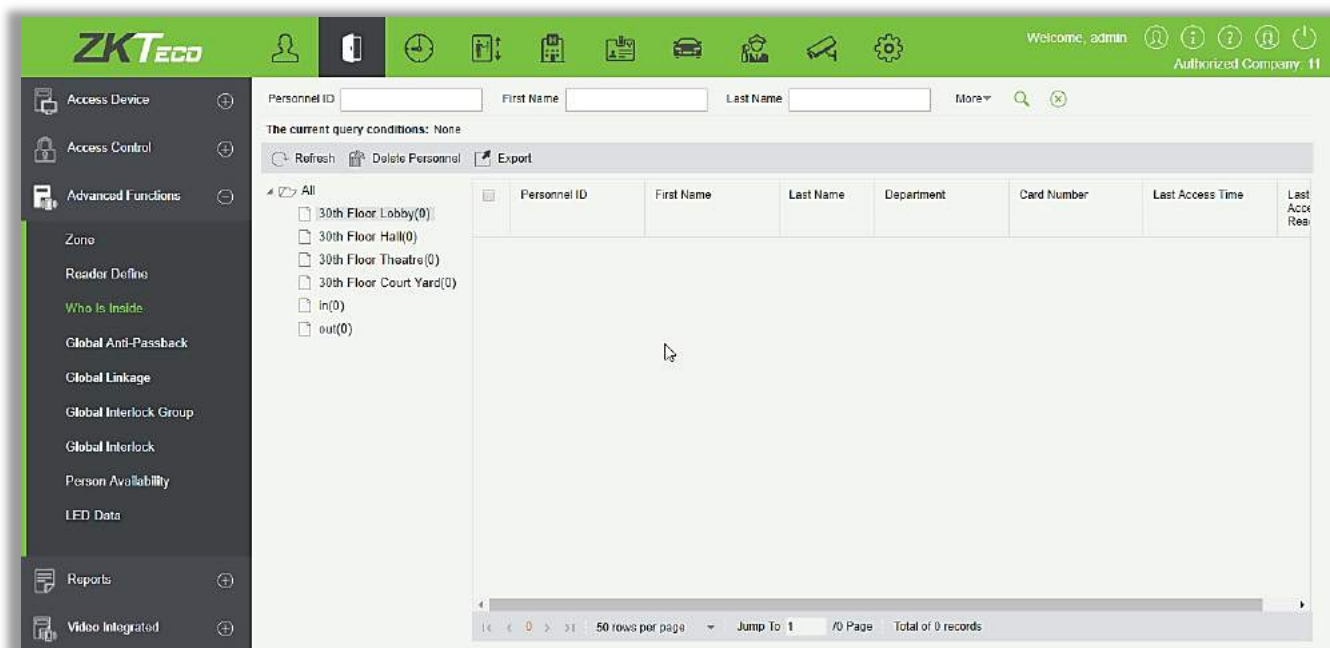 ZKTECO
Welcome, admin
Authorized Company, 11
Access Device
Access Control
Advanced Functions
Zone
Reader Define
Who Is Inside
Global Anti-Passback
Global Linkage
Global Interlock Group
Global Interlock
Person Availability
LED Data
Reports
Video Integrated
Personnel ID First Name Last Name More
The current query conditions: None
Refresh Delete Personnel Export
All
30th Floor Lobby(0)
30th Floor Hall(0)
30th Floor Theatre(0)
30th Floor Court Yard(0)
in(0)
out(0)
Personnel ID First Name Last Name Department Card Number Last Access Time Last
Acce
Rea
0 50 rows per page Jump To 1 /0 Page Total of 0 records